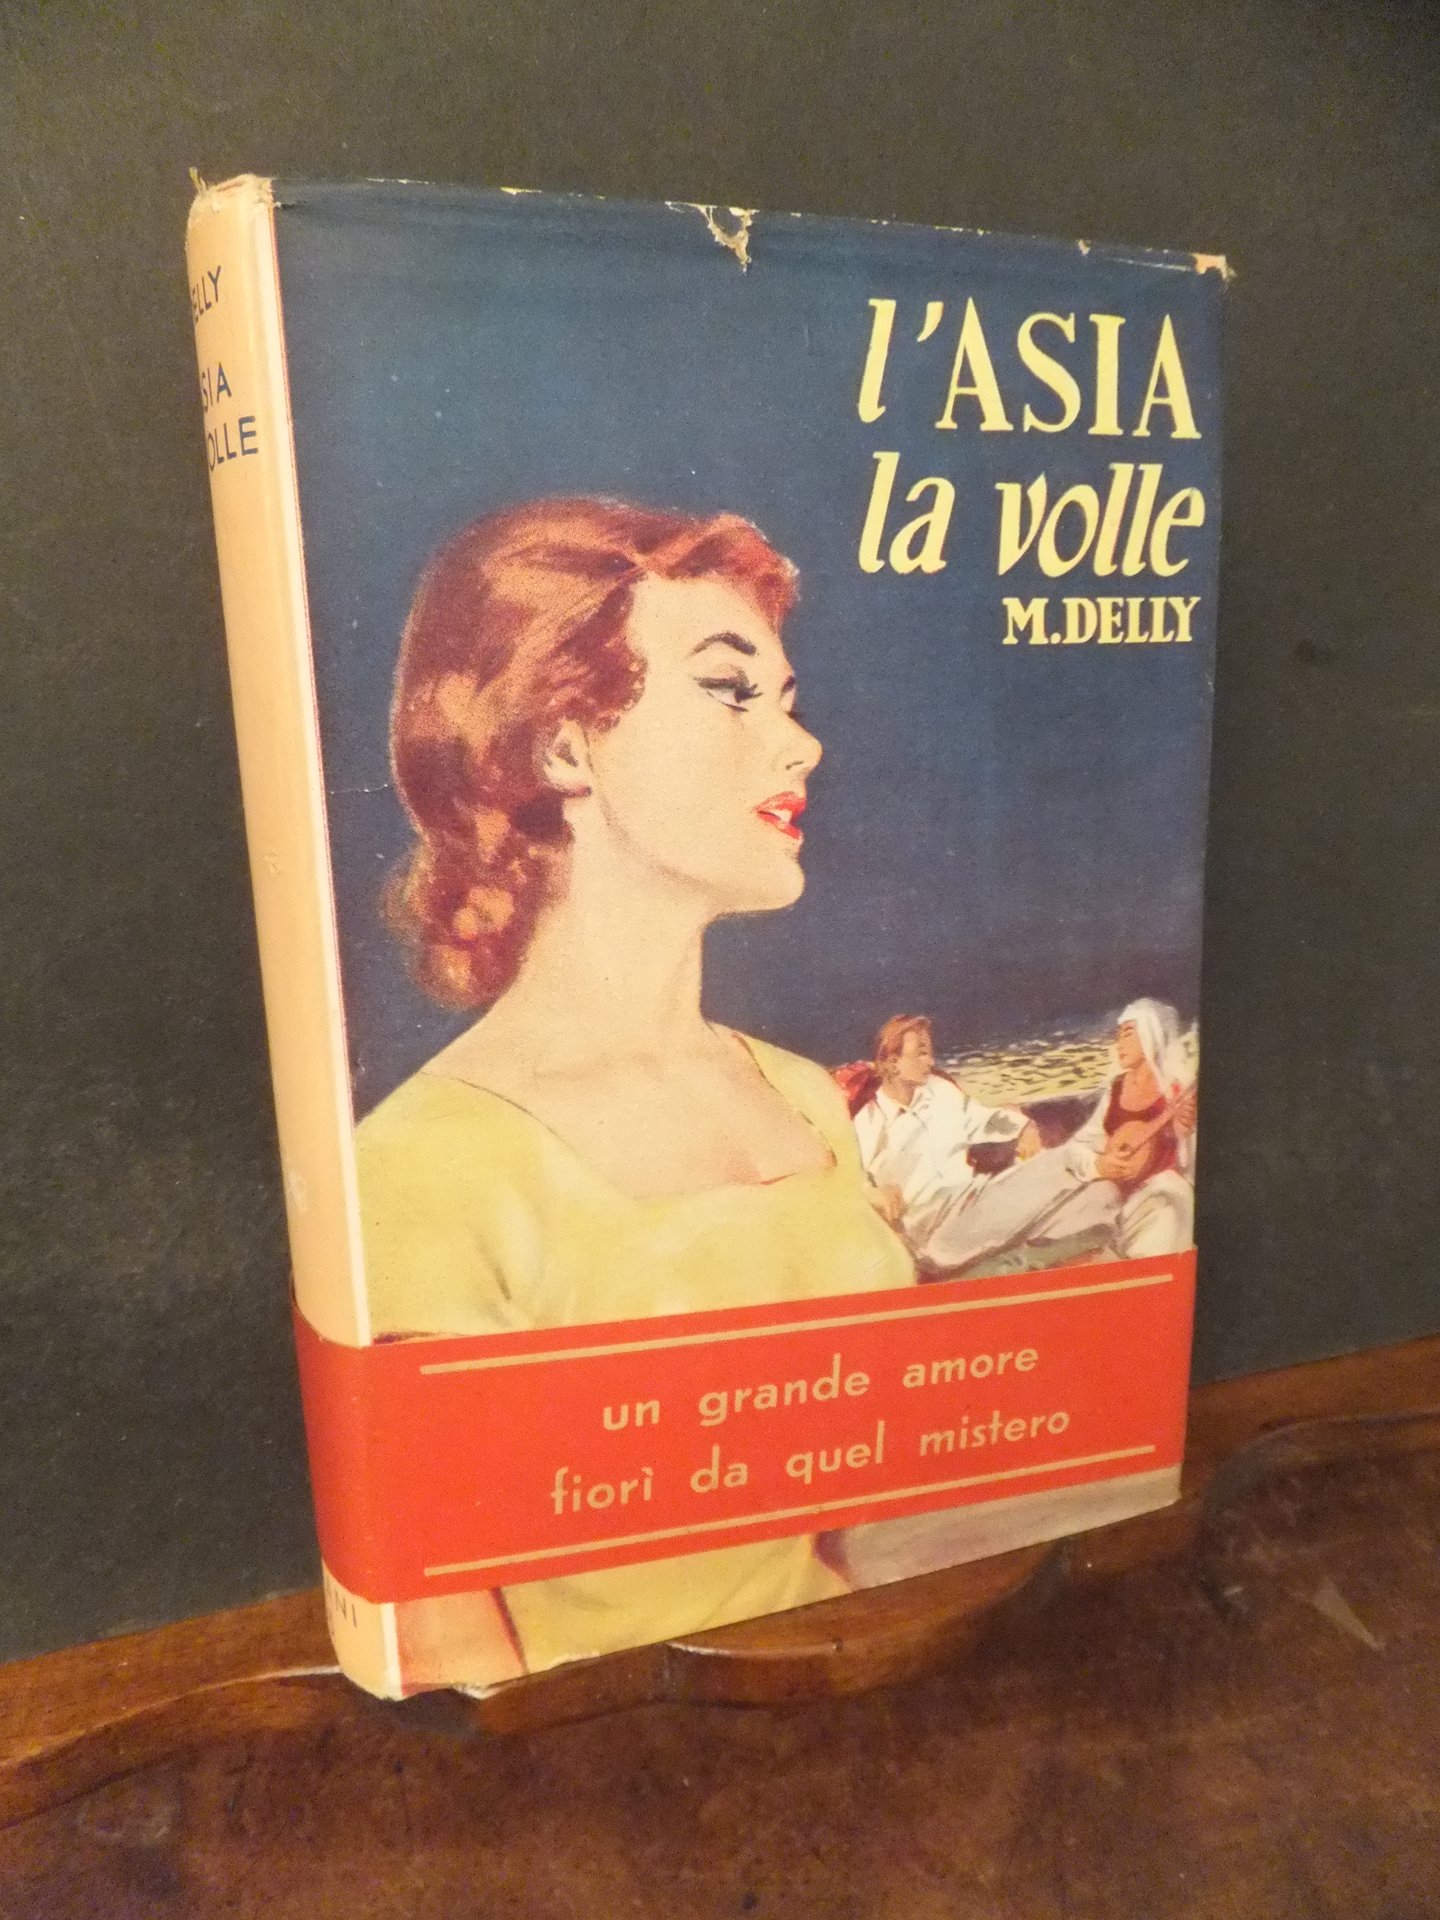 l'ASIA
la volle
M. DELLY
un grande amore
fiorì da quel mistero